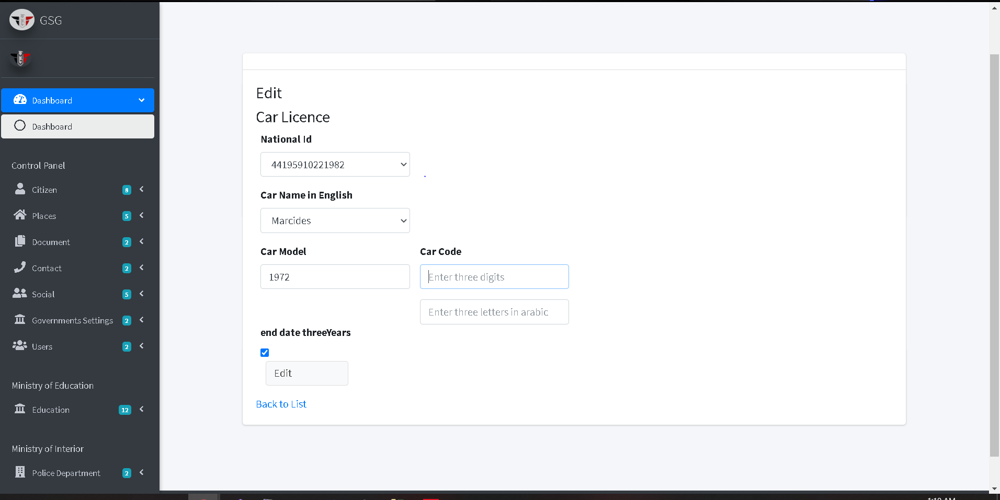 GSG
Dashboard
Dashboard
Control Panel
Citizen 8
Places 5
Document 2
Contact 2
Social 5
Governments Settings 2
Users 2
Ministry of Education
Education 12
Ministry of Interior
Police Department 2
Edit
Car Licence
National Id
44195910221982
Car Name in English
Marcides
Car Model
1972
Car Code
Enter three digits
Enter three letters in arabic
end date threeYears
Edit
Back to List